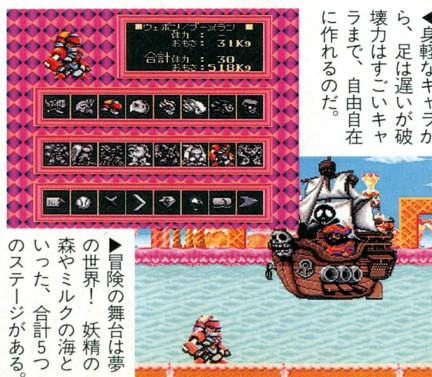 ◀身軽なキャラか
ら、足は遅いが破
壊力はすごいキャ
ラまで、自由自在
に作れるのだ。
■ウェポン/ブーメラン■
体力 :
おもさ: 31Kg
合計体力 : 30
おもさ:518Kg
▶冒険の舞台は夢
の世界! 妖精の
森やミルクの海と
いった、合計5つ
のステージがある。